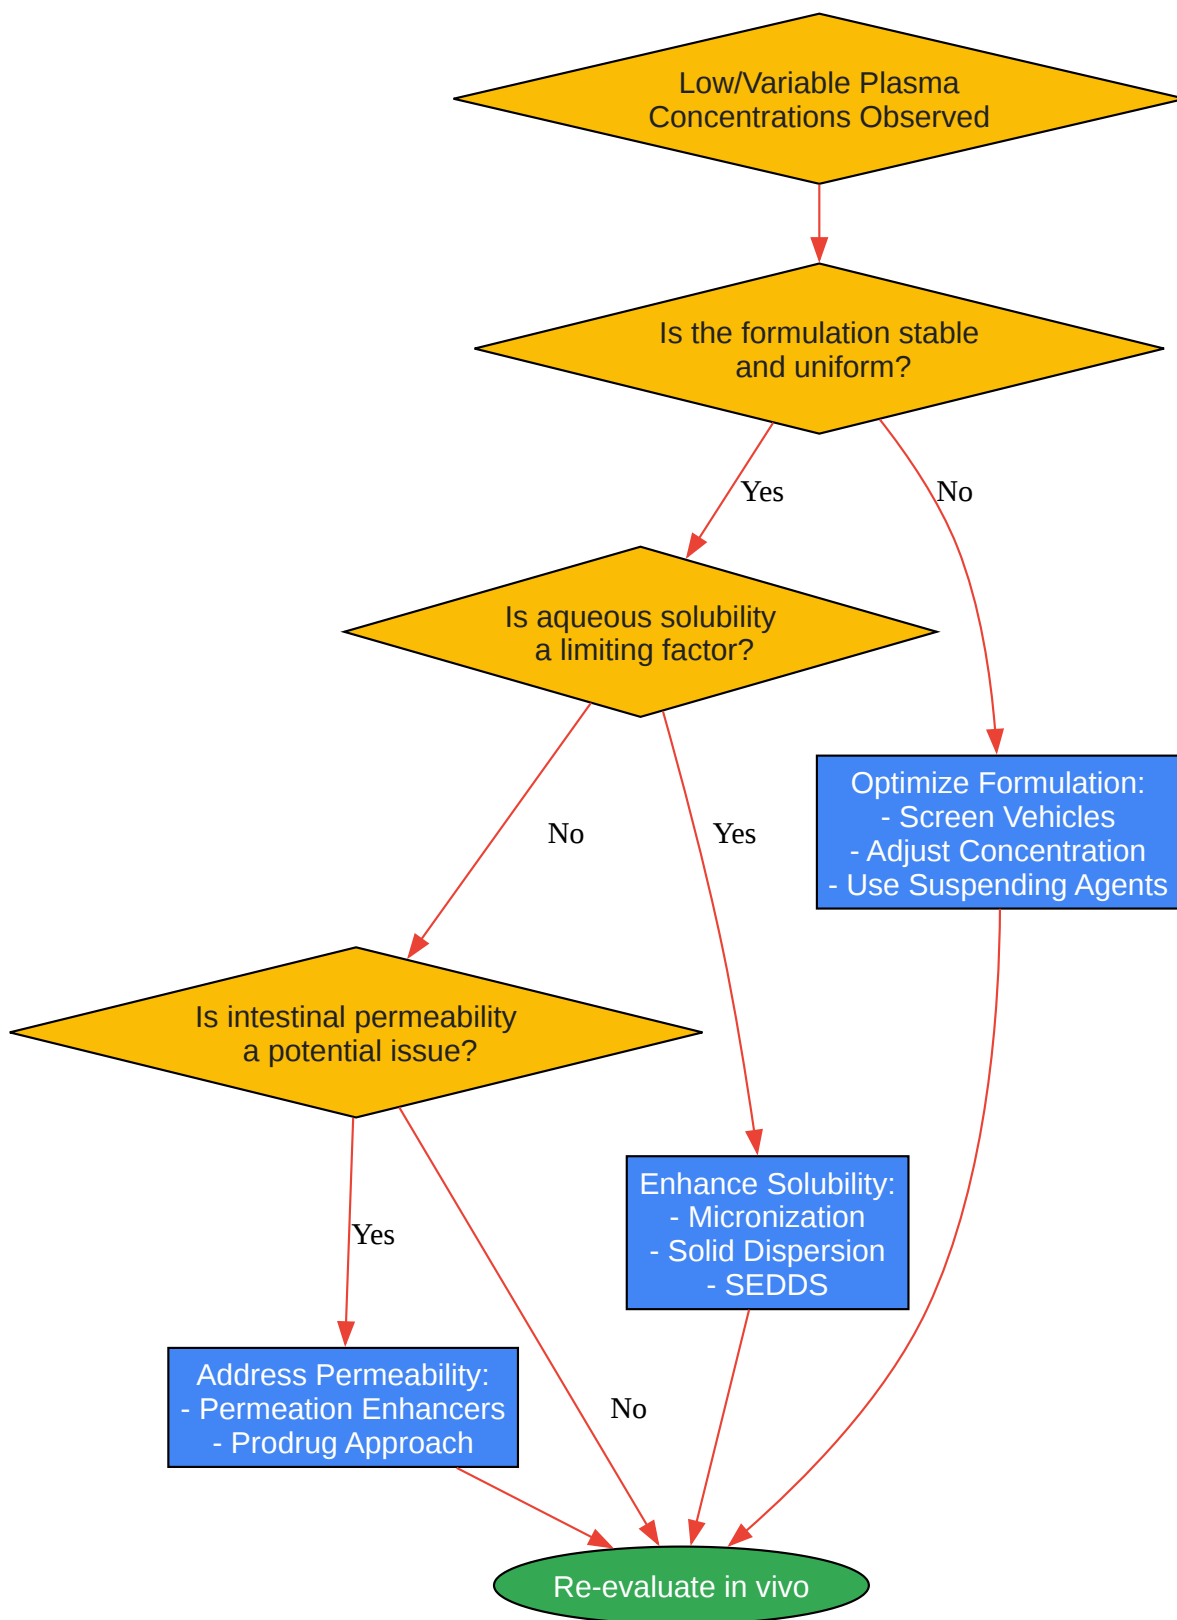 Low/Variable Plasma
Concentrations Observed
Is the formulation stable
and uniform?
Yes
No
Is aqueous solubility
a limiting factor?
Optimize Formulation:
- Screen Vehicles
- Adjust Concentration
- Use Suspending Agents
No
Yes
Is intestinal permeability
a potential issue?
Enhance Solubility:
- Micronization
- Solid Dispersion
- SEDDS
Yes
Address Permeability:
- Permeation Enhancers
- Prodrug Approach
No
Re-evaluate in vivo